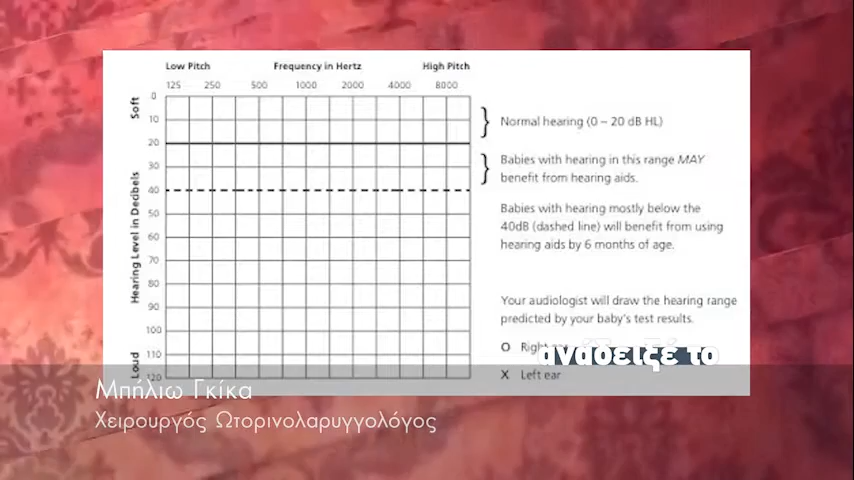 Low Pitch Frequency in Hertz High Pitch
125 250 500 1000 2000 4000 8000
Soft
Hearing Level in Decibels
Loud
0
10
20
30
40
50
60
70
80
90
100
110
120
Normal hearing (0 – 20 dB HL)
Babies with hearing in this range MAY
benefit from hearing aids.
Babies with hearing mostly below the
40dB (dashed line) will benefit from using
hearing aids by 6 months of age.
Your audiologist will draw the hearing range
predicted by your baby's test results.
O Right
ανάδειξέ το
X Left ear
Μπήλιω Γκίκα
Χειρουργός Ωτορινολαρυγγολόγος